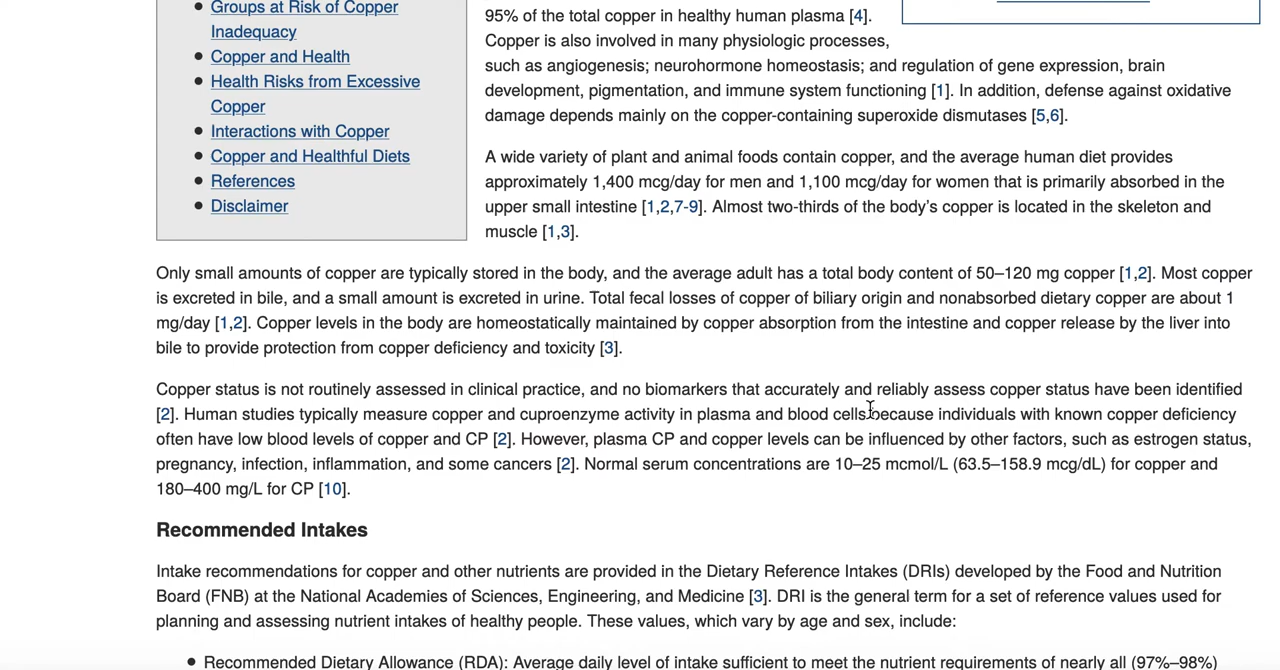 Groups at Risk of Copper
Inadequacy
Copper and Health
Health Risks from Excessive
Copper
Interactions with Copper
Copper and Healthful Diets
References
Disclaimer
95% of the total copper in healthy human plasma [4].
Copper is also involved in many physiologic processes,
such as angiogenesis; neurohormone homeostasis; and regulation of gene expression, brain
development, pigmentation, and immune system functioning [1]. In addition, defense against oxidative
damage depends mainly on the copper-containing superoxide dismutases [5,6].
A wide variety of plant and animal foods contain copper, and the average human diet provides
approximately 1,400 mcg/day for men and 1,100 mcg/day for women that is primarily absorbed in the
upper small intestine [1,2,7-9]. Almost two-thirds of the body's copper is located in the skeleton and
muscle [1,3].
Only small amounts of copper are typically stored in the body, and the average adult has a total body content of 50–120 mg copper [1,2]. Most copper
is excreted in bile, and a small amount is excreted in urine. Total fecal losses of copper of biliary origin and nonabsorbed dietary copper are about 1
mg/day [1,2]. Copper levels in the body are homeostatically maintained by copper absorption from the intestine and copper release by the liver into
bile to provide protection from copper deficiency and toxicity [3].
Copper status is not routinely assessed in clinical practice, and no biomarkers that accurately and reliably assess copper status have been identified
[2]. Human studies typically measure copper and cuproenzyme activity in plasma and blood cells because individuals with known copper deficiency
often have low blood levels of copper and CP [2]. However, plasma CP and copper levels can be influenced by other factors, such as estrogen status,
pregnancy, infection, inflammation, and some cancers [2]. Normal serum concentrations are 10–25 mcmol/L (63.5–158.9 mcg/dL) for copper and
180–400 mg/L for CP [10].
Recommended Intakes
Intake recommendations for copper and other nutrients are provided in the Dietary Reference Intakes (DRIs) developed by the Food and Nutrition
Board (FNB) at the National Academies of Sciences, Engineering, and Medicine [3]. DRI is the general term for a set of reference values used for
planning and assessing nutrient intakes of healthy people. These values, which vary by age and sex, include:
Recommended Dietary Allowance (RDA): Average daily level of intake sufficient to meet the nutrient requirements of nearly all (97%–98%)